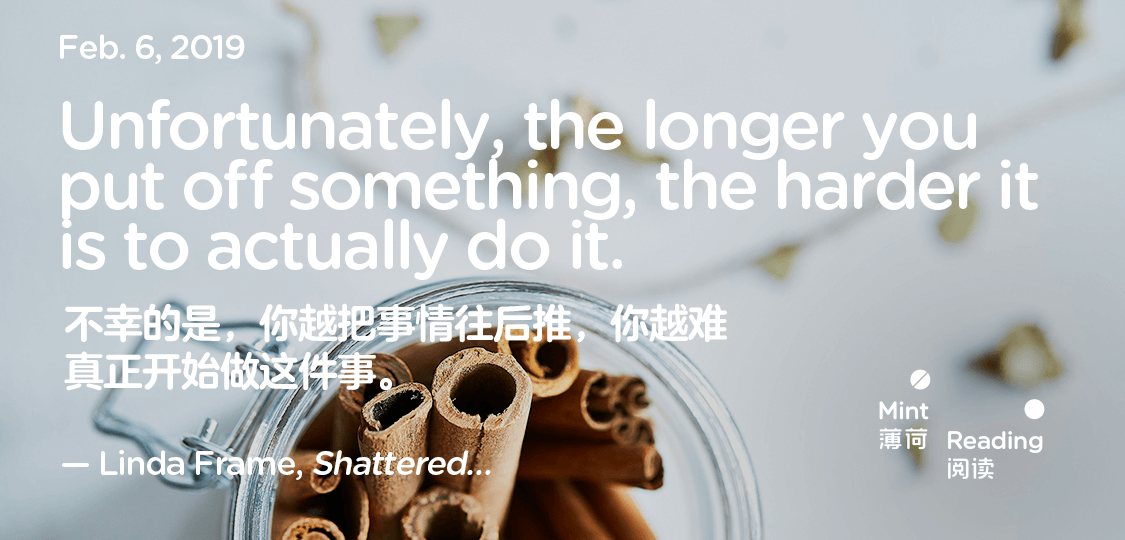 Feb. 6, 2019
Unfortunately, the longer you
put off something, the harder it
is to actually do it.
不幸的是，你越把事情往后推，你越难
真正开始做这件事。
— Linda Frame, Shattered...
Mint
薄荷
Reading
阅读